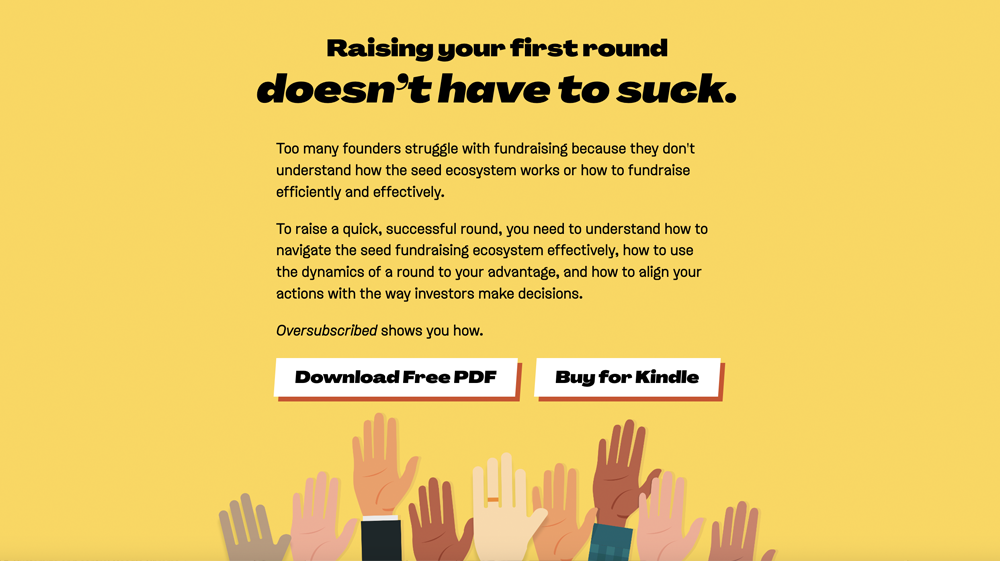 Raising your first round
doesn’t have to suck.
Too many founders struggle with fundraising because they don't
understand how the seed ecosystem works or how to fundraise
efficiently and effectively.
To raise a quick, successful round, you need to understand how to
navigate the seed fundraising ecosystem effectively, how to use
the dynamics of a round to your advantage, and how to align your
actions with the way investors make decisions.
Oversubscribed shows you how.
Download Free PDF
Buy for Kindle